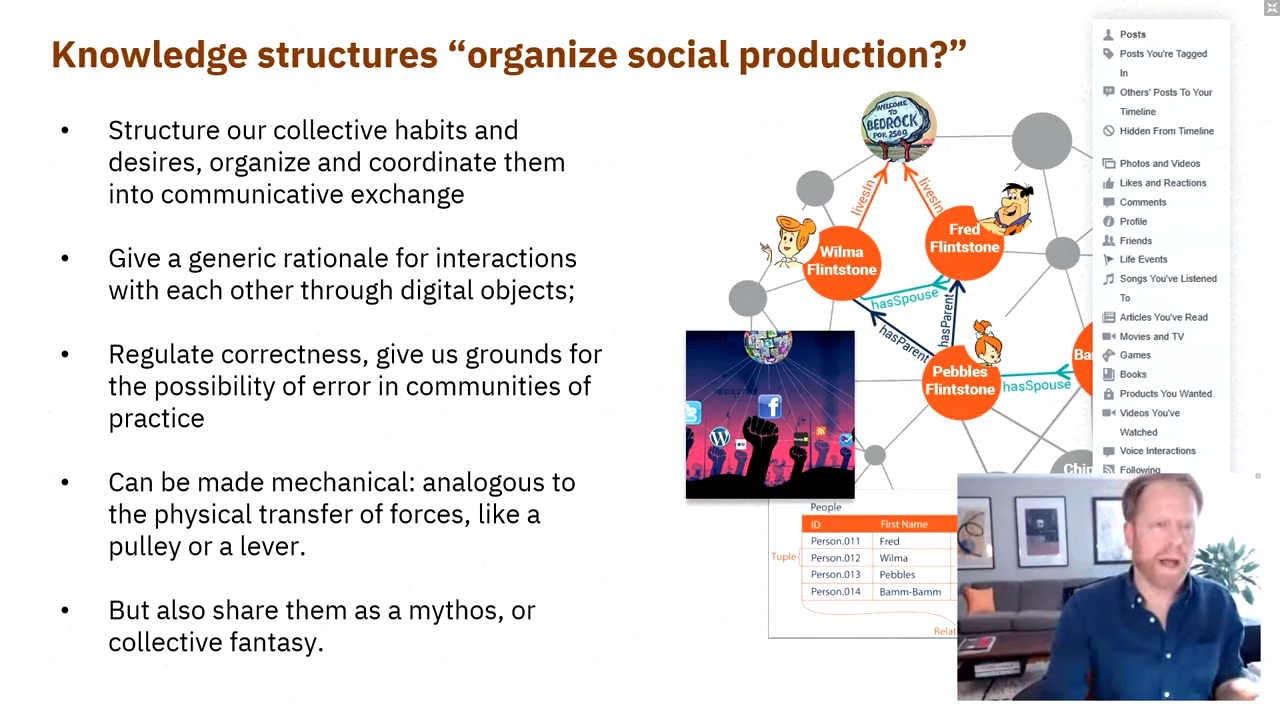 Knowledge structures “organize social production?”
Structure our collective habits and
desires, organize and coordinate them
into communicative exchange
Give a generic rationale for interactions
with each other through digital objects;
Regulate correctness, give us grounds for
the possibility of error in communities of
practice
Can be made mechanical: analogous to
the physical transfer of forces, like a
pulley or a lever.
But also share them as a mythos, or
collective fantasy.
WELCOME
TO
BEDROCK
POP. 2500
livesIn
livesIn
Wilma
Flintstone
Fred
Flintstone
hasSpouse
hasParent
hasParent
Pebbles
Flintstone
hasSpouse
People
ID First Name
Person.011 Fred
Tuple
Person.012 Wilma
Person.013 Pebbles
Person.014 Bamm-Bamm
Posts
Posts You're Tagged
In
Others' Posts To Your
Timeline
Hidden From Timeline
Photos and Videos
Likes and Reactions
Comments
Profile
Friends
Life Events
Songs You've Listened
To
Articles You've Read
Movies and TV
Games
Books
Products You Wanted
Videos You've
Watched
Voice Interactions
Following